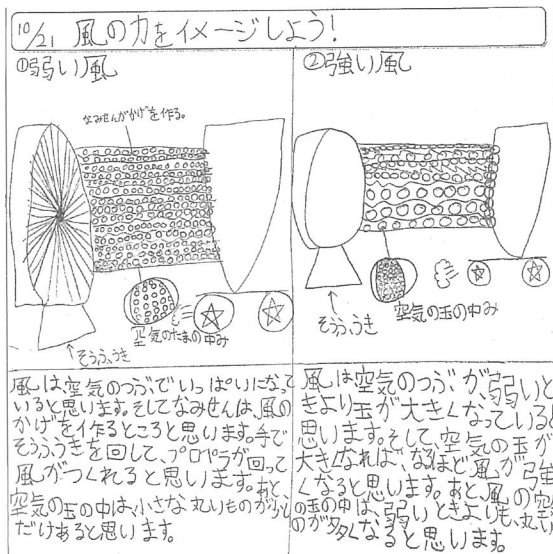 10/21 風の力をイメージしよう!
①弱い風
なみせんがかげを作る。
空気のたまの中み
そうふうき
風は空気のつぶでいっぱいになって
いると思います。そしてなみせんは、風の
かげを作るところと思います。手で
そうふうきを回して、プロペラが回って
風がつくれると思います。あと、
空気の玉の中は、小さな丸いものが少し
だけあると思います。
②強い風
空気の玉の中み
そうふうき
風は空気のつぶが、弱いと
きより玉が大きくなっていると
思います。そして、空気の玉が
大きくなれば、なるほど風が強
くなると思います。あと、風の空気
の玉の中は、弱いときよりも、丸い
のが多くなると思います。